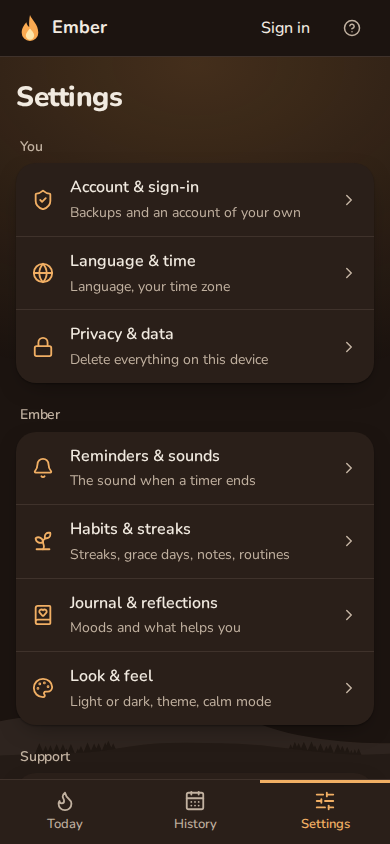 Ember
Sign in
Settings
You
Account & sign-in
Backups and an account of your own
Language & time
Language, your time zone
Privacy & data
Delete everything on this device
Ember
Reminders & sounds
The sound when a timer ends
Habits & streaks
Streaks, grace days, notes, routines
Journal & reflections
Moods and what helps you
Look & feel
Light or dark, theme, calm mode
Support
Today
History
Settings